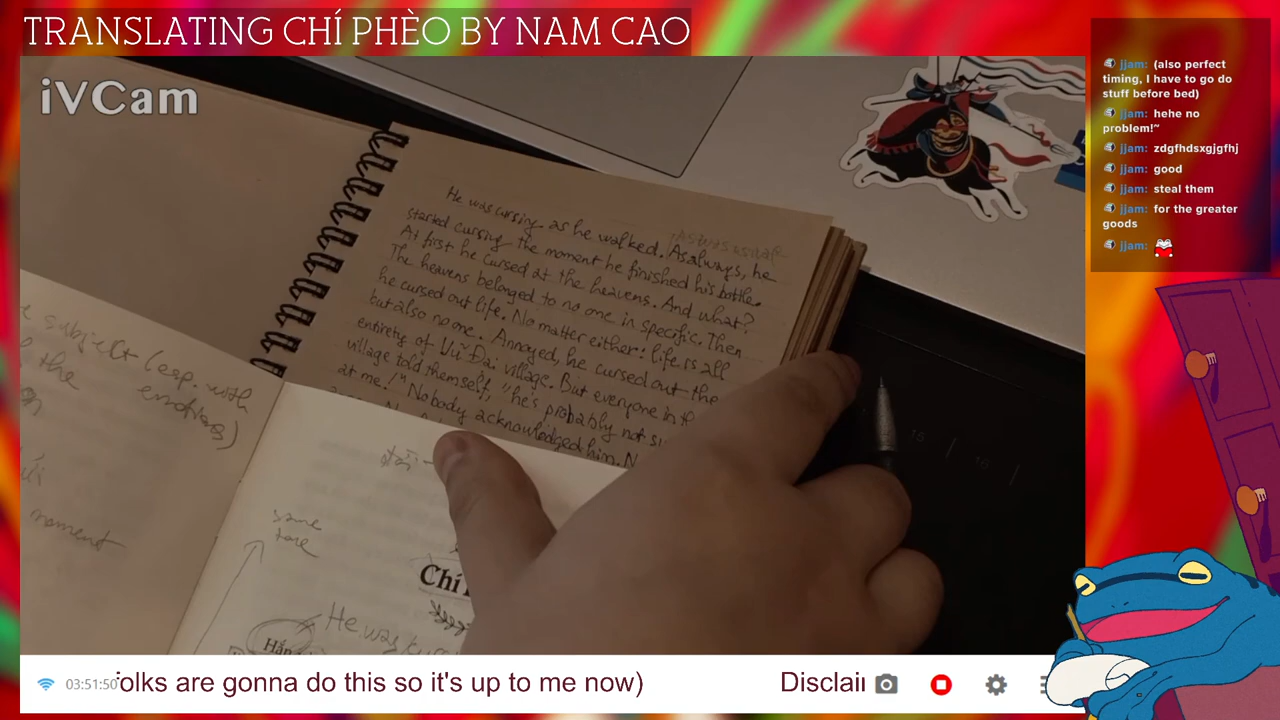 TRANSLATING CHÍ PHÈO BY NAM CAO
iVCam
He was cursing as he walked. As always, he
started cursing the moment he finished his bottle.
At first he cursed at the heavens. And what?
The heavens belonged to no one in specific. Then
he cursed out life. No matter either: life is all
but also no one. Annoyed, he cursed out the
entirety of Vũ Đại village. But everyone in th
village told themself, "he's probably not
at me!" Nobody acknowledged him. N
subject (esp. with
the emotions)
moment
same
tone
Chí
He was
Hắn
jjam: (also perfect
timing, I have to go do
stuff before bed)
jjam: hehe no
problem!~
jjam: zdgfhdsxgjgfhj
jjam: good
jjam: steal them
jjam: for the greater
goods
jjam:
03:51:50
olks are gonna do this so it's up to me now)
Disclai